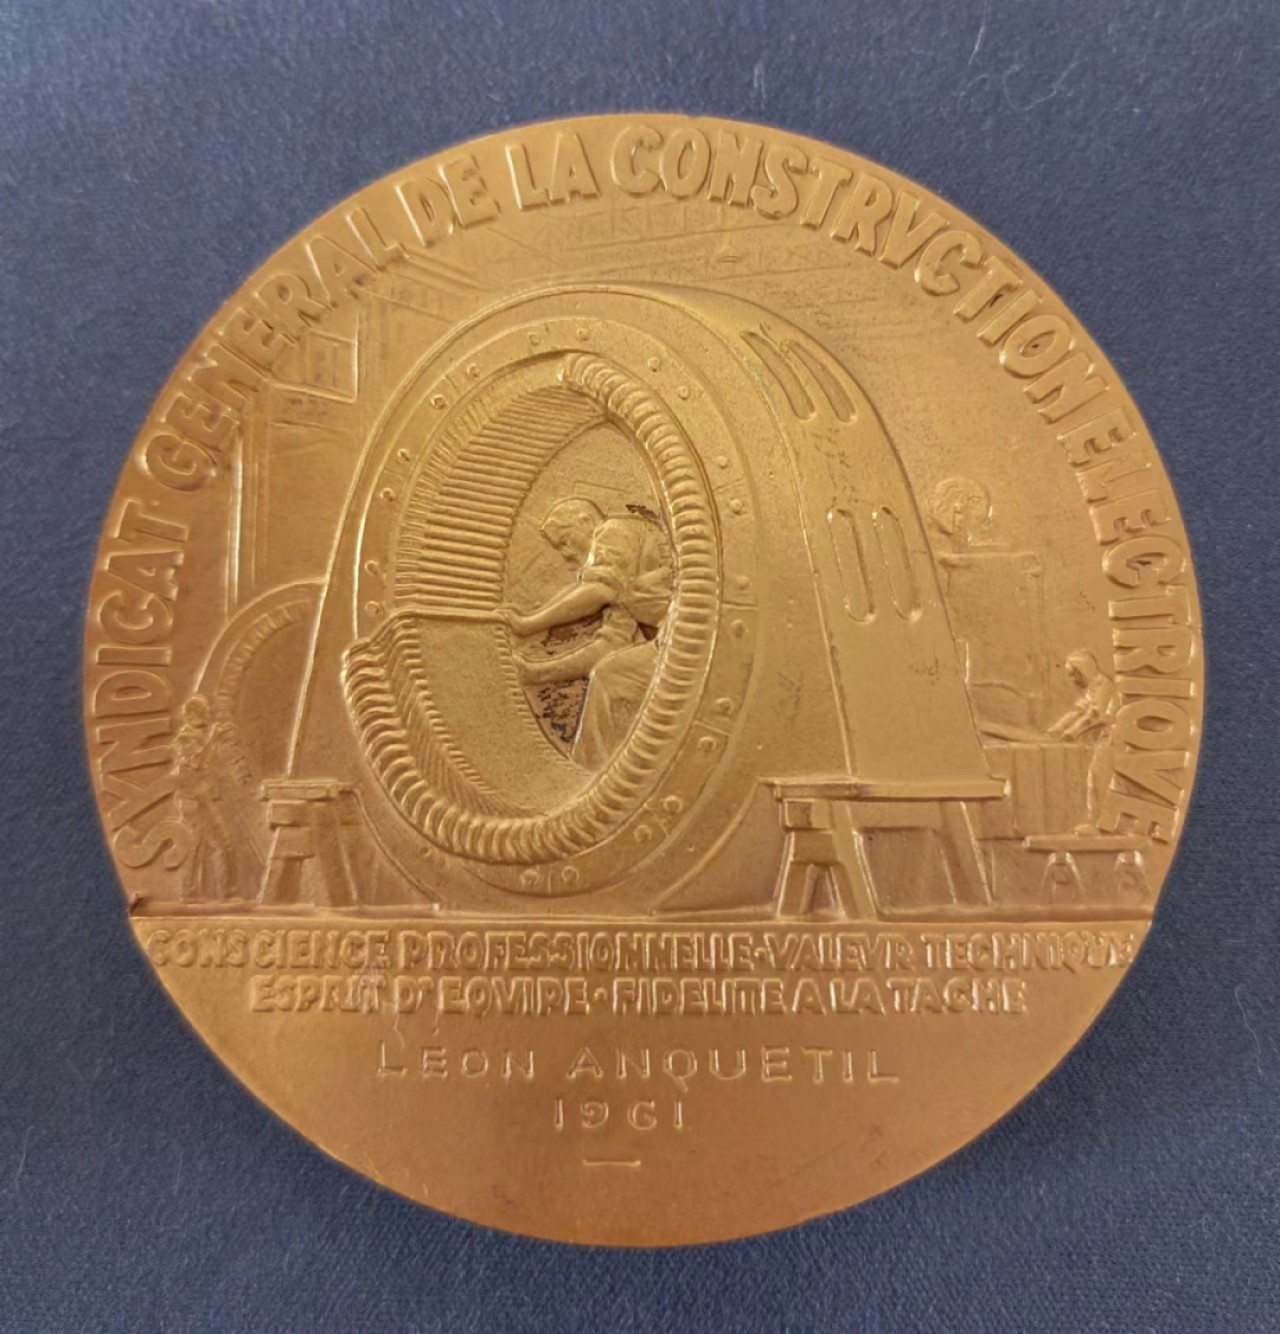 SYNDICAT GENERAL DE LA CONSTRVCTION ELECTRIQVE
CONSCIENCE PROFESSIONNELLE·VALEVR TECHNIQVE
ESPRIT D'EQVIPE·FIDELITE A LA TACHE
LEON ANQUETIL
1961